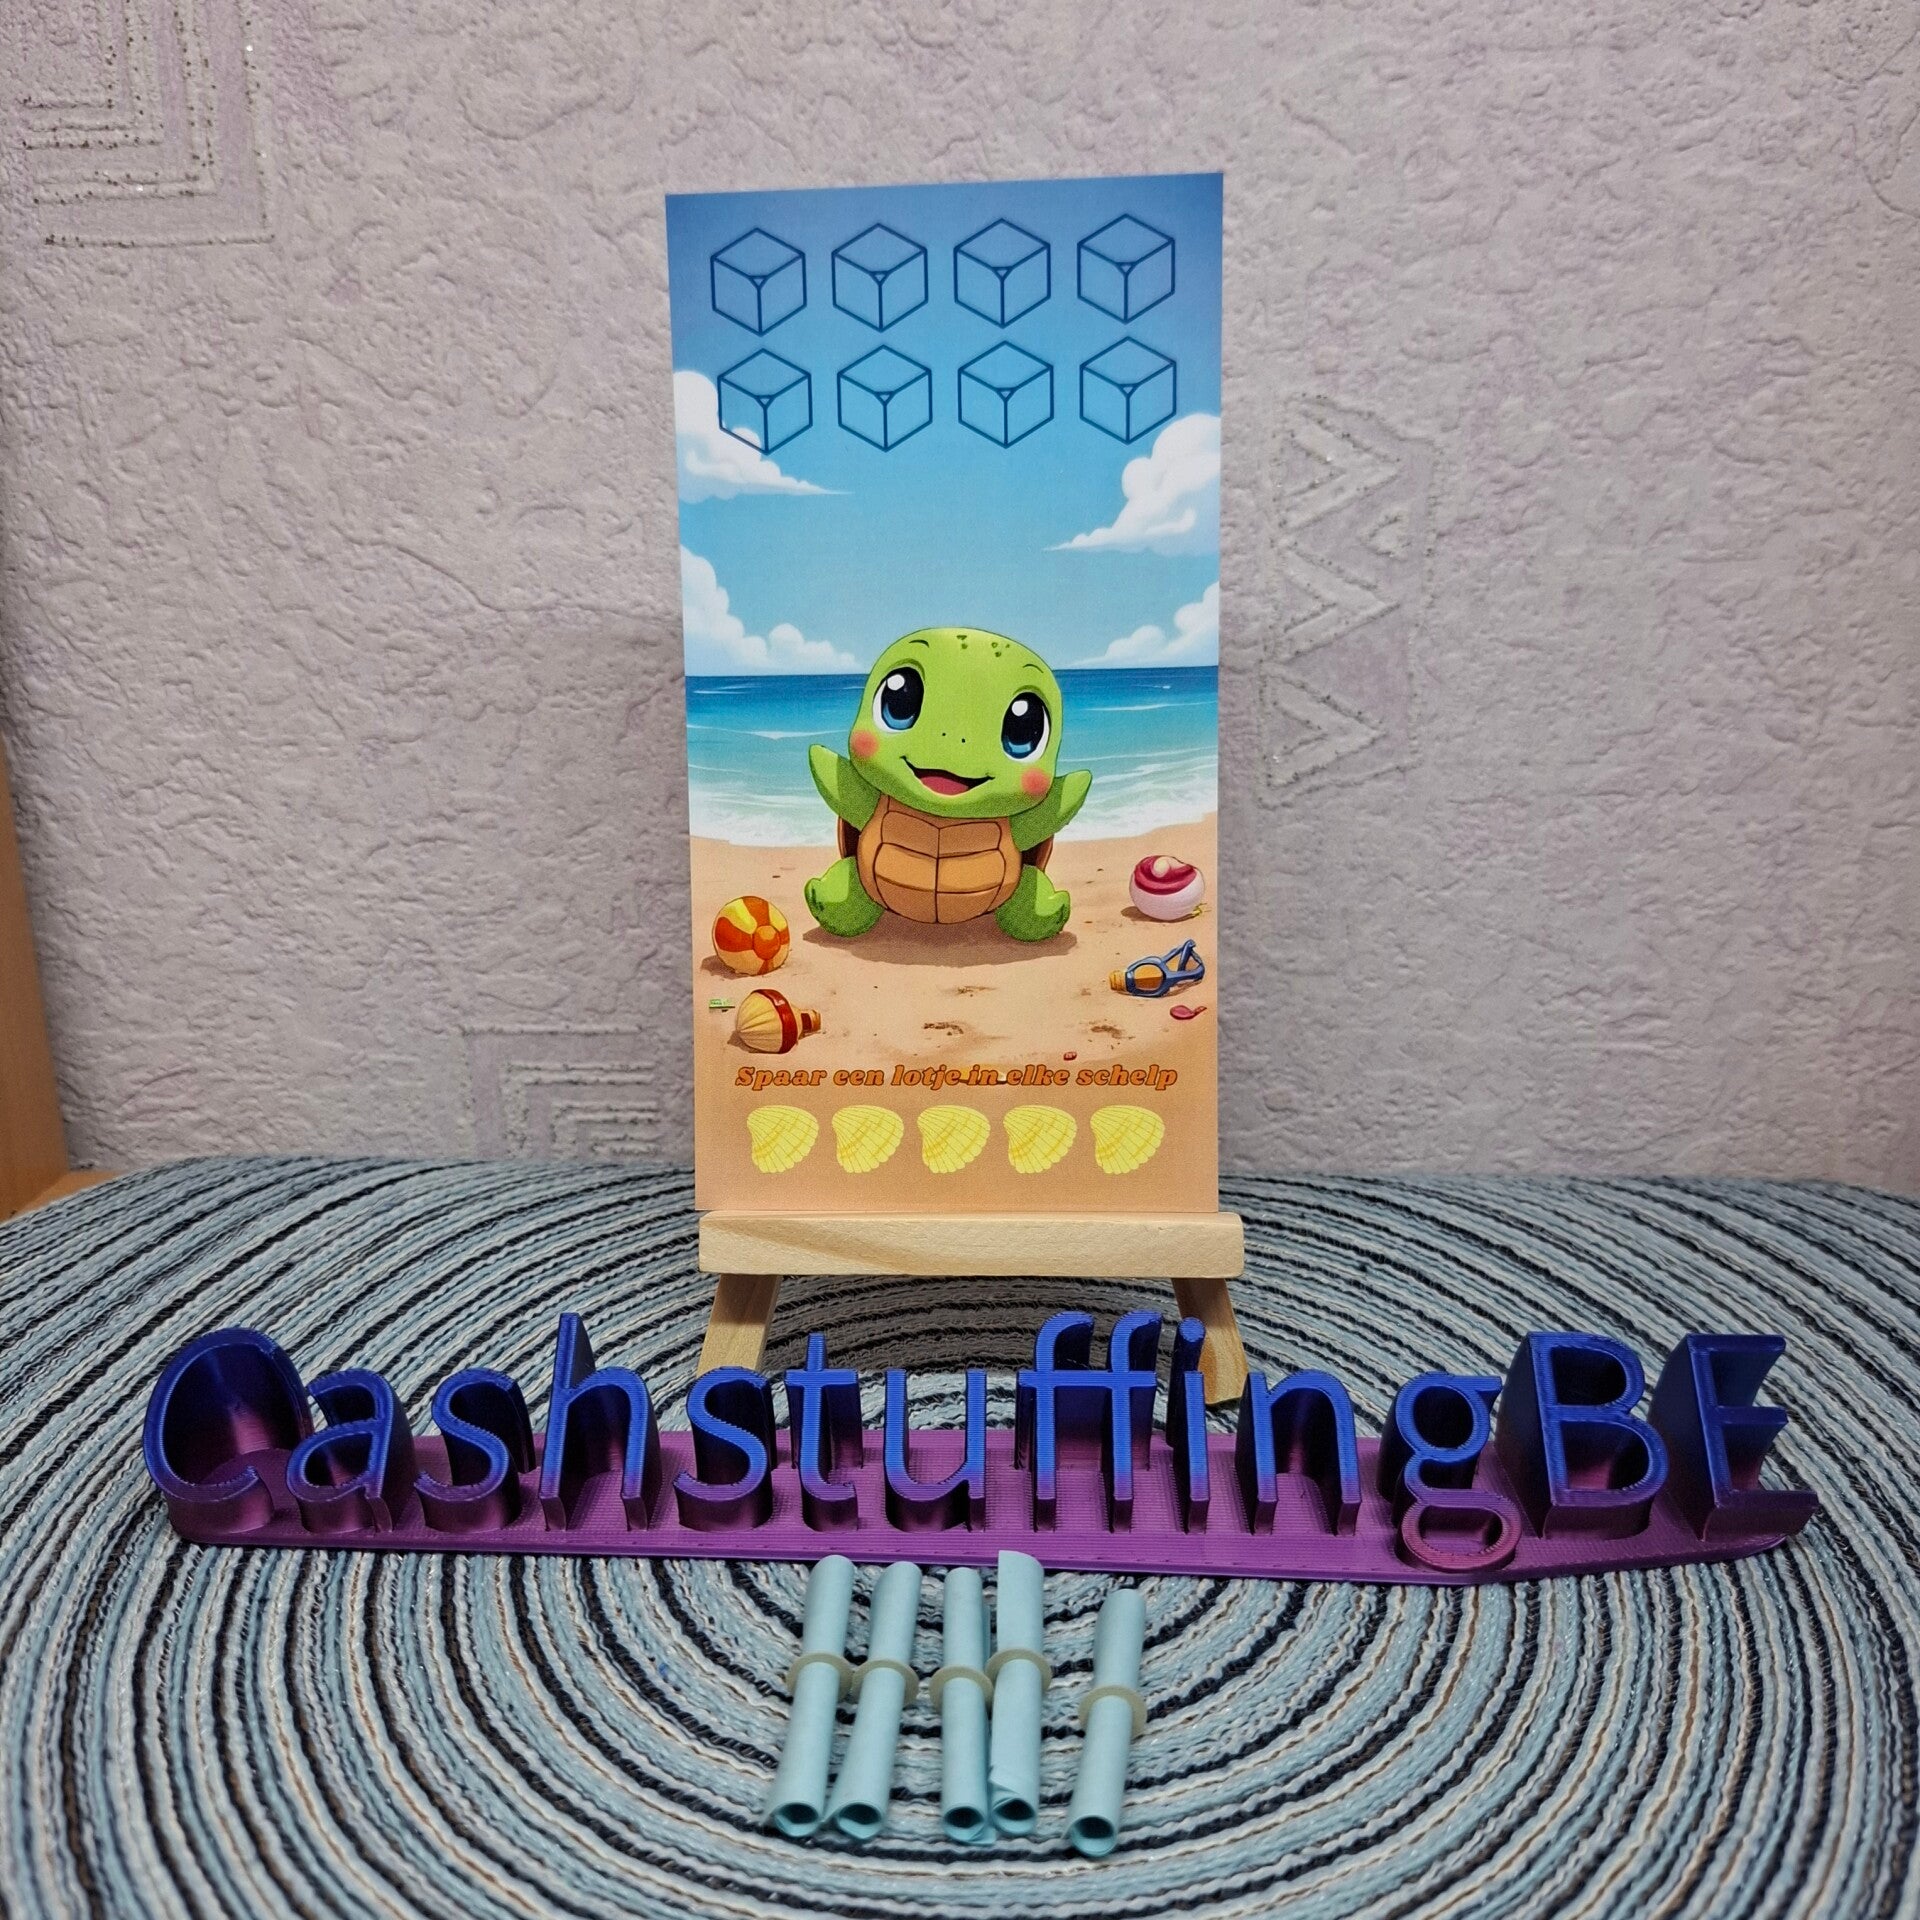 Spaar een lotje in elke schelp
CashstuffingBE